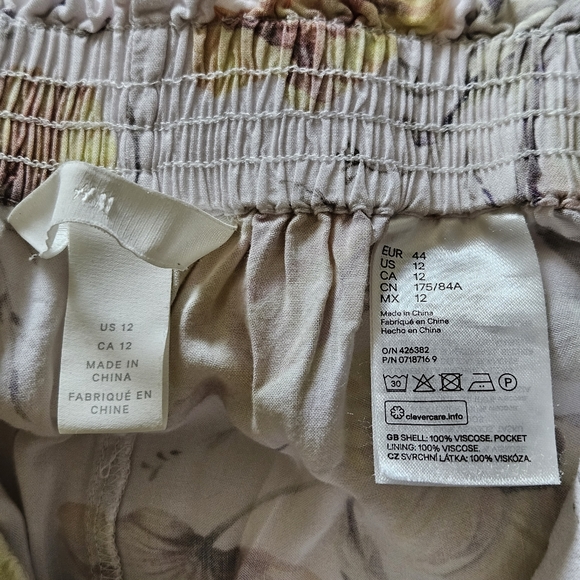 H&M
US 12
CA 12
MADE IN
CHINA
FABRIQUÉ EN
CHINE
EUR 44
US 12
CA 12
CN 175/84A
MX 12
Made in China
Fabriqué en Chine
Hecho en China
O/N 426382
P/N 0718716 9
30
P
clevercare.info
GB SHELL: 100% VISCOSE. POCKET
LINING: 100% VISCOSE.
CZ SVRCHNÍ LÁTKA: 100% VISKÓZA.